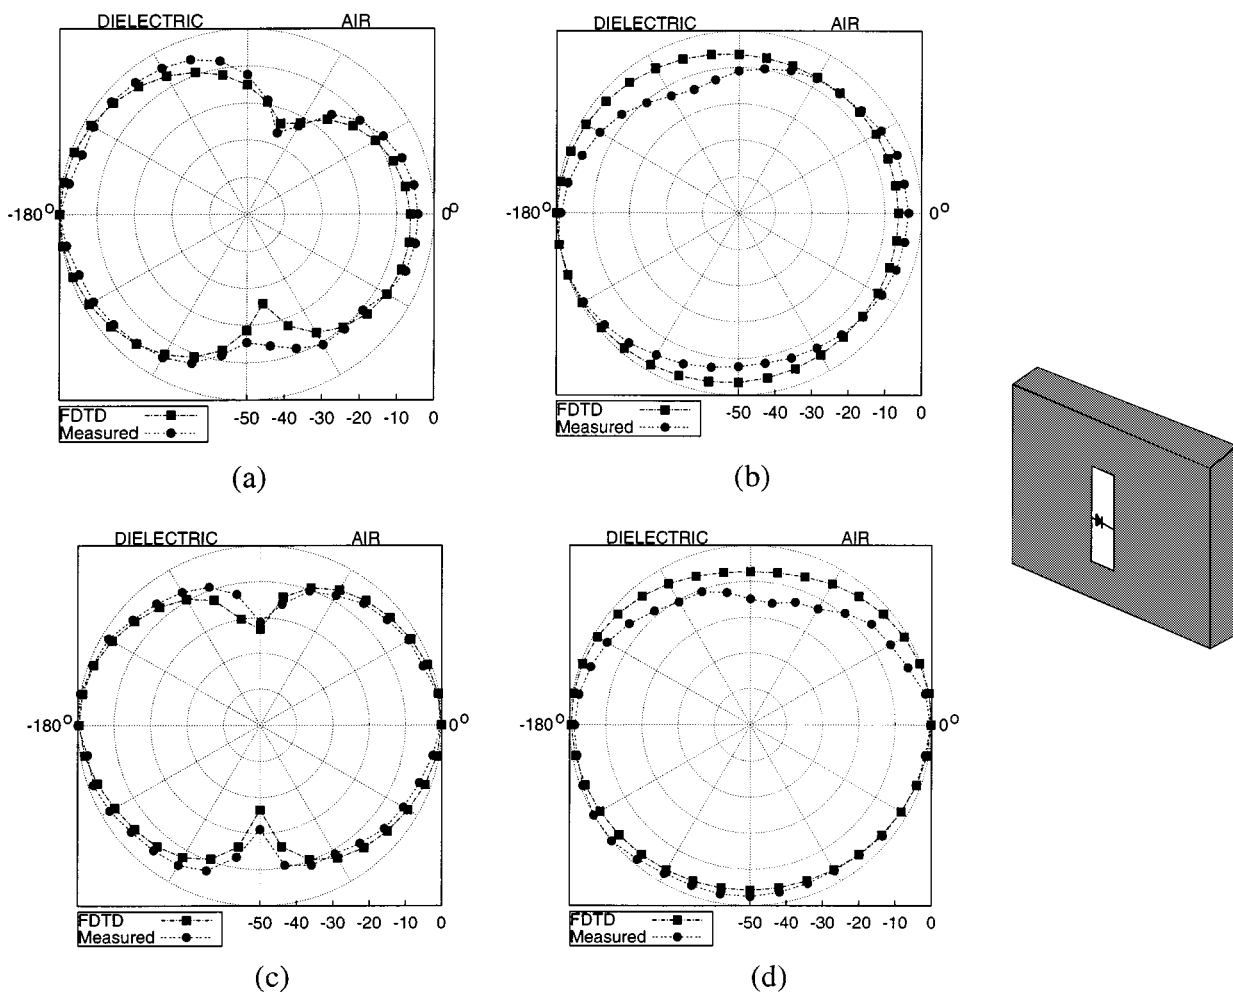 DIELECTRIC AIR
-180° 0°
FDTD
Measured
-50 -40 -30 -20 -10 0
(a)
DIELECTRIC AIR
-180° 0°
FDTD
Measured
-50 -40 -30 -20 -10 0
(b)
DIELECTRIC AIR
-180° 0°
FDTD
Measured
-50 -40 -30 -20 -10 0
(c)
DIELECTRIC AIR
-180° 0°
FDTD
Measured
-50 -40 -30 -20 -10 0
(d)